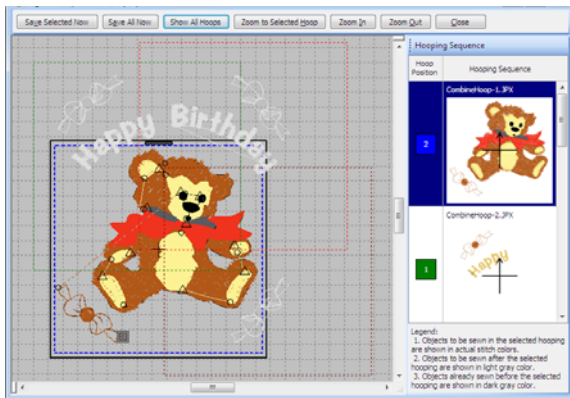 Save Selected Now Save All Now Show All Hoops Zoom to Selected Hoop Zoom In Zoom Out Close
Happy Birthday
Hooping Sequence
Hoop Position Hooping Sequence
CombineHoop-1.JPX
2
CombineHoop-2.JPX
Happy
1
Legend:
1. Objects to be sewn in the selected hooping
are shown in actual stitch colors.
2. Objects to be sewn after the selected
hooping are shown in light gray color.
3. Objects already sewn before the selected
hooping are shown in dark gray color.